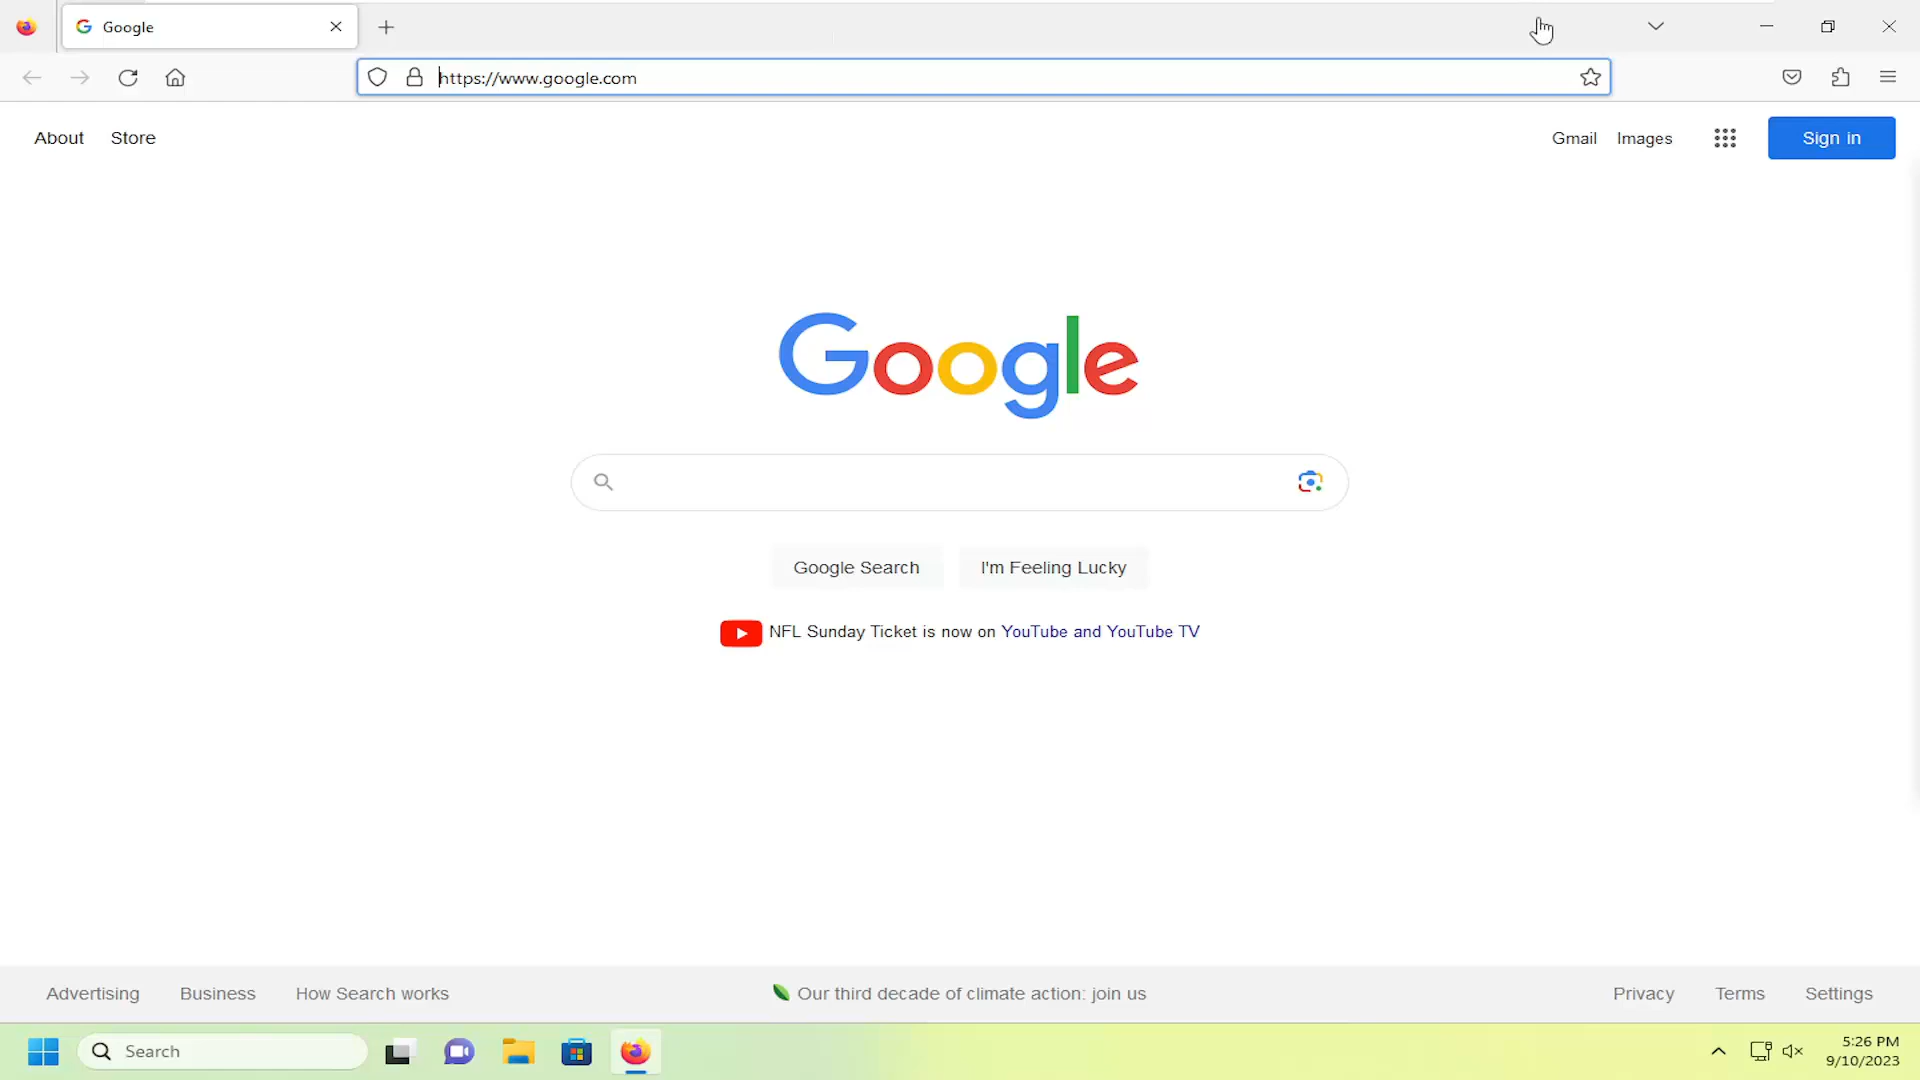 Google
https://www.google.com
About Store
Gmail Images Sign in
Google
Google Search I'm Feeling Lucky
NFL Sunday Ticket is now on YouTube and YouTube TV
Advertising Business How Search works
Our third decade of climate action: join us
Privacy Terms Settings
Search
5:26 PM
9/10/2023